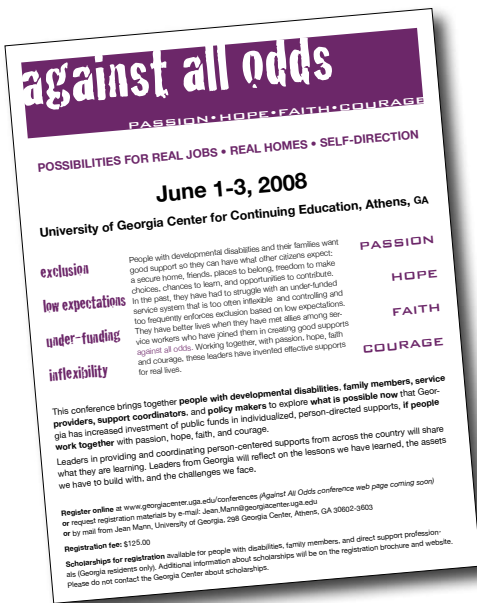 against all odds
PASSION•HOPE•FAITH•COURAGE
POSSIBILITIES FOR REAL JOBS • REAL HOMES • SELF-DIRECTION
June 1-3, 2008
University of Georgia Center for Continuing Education, Athens, GA
exclusion
low expectations
under-funding
inflexibility
People with developmental disabilities and their families want
good support so they can have what other citizens expect:
a secure home, friends, places to belong, freedom to make
choices, chances to learn, and opportunities to contribute.
In the past, they have had to struggle with an under-funded
service system that is too often inflexible and controlling and
too frequently enforces exclusion based on low expectations.
They have better lives when they have met allies among ser-
vice workers who have joined them in creating good supports
against all odds. Working together, with passion, hope, faith
and courage, these leaders have invented effective supports
for real lives.
PASSION
HOPE
FAITH
COURAGE
This conference brings together people with developmental disabilities. family members, service
providers, support coordinators. and policy makers to explore what is possible now that Geor-
gia has increased investment of public funds in individualized, person-directed supports, if people
work together with passion, hope, faith, and courage.
Leaders in providing and coordinating person-centered supports from across the country will share
what they are learning. Leaders from Georgia will reflect on the lessons we have learned, the assets
we have to build with, and the challenges we face.
Register online at www.georgiacenter.uga.edu/conferences (Against All Odds conference web page coming soon)
or request registration materials by e-mail: Jean.Mann@georgiacenter.uga.edu
or by mail from Jean Mann, University of Georgia, 298 Georgia Center, Athens, GA 30602-3603
Registration fee: $125.00
Scholarships for registration available for people with disabilities, family members, and direct support profession-
als (Georgia residents only). Additional information about scholarships will be on the registration brochure and website.
Please do not contact the Georgia Center about scholarships.